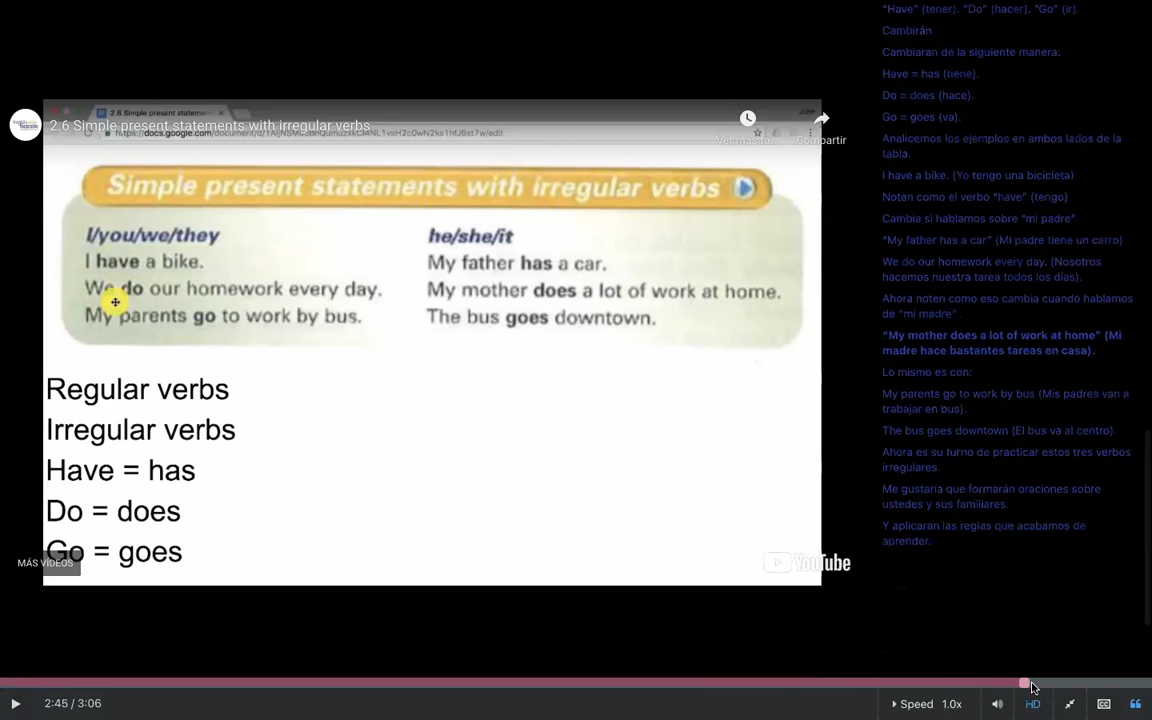 2.6 Simple present statemen
2.6 Simple present statements with irregular verbs
Ver más ta...
Compartir
Simple present statements with irregular verbs
I/you/we/they
I have a bike.
We do our homework every day.
My parents go to work by bus.
he/she/it
My father has a car.
My mother does a lot of work at home.
The bus goes downtown.
Regular verbs
Irregular verbs
Have = has
Do = does
Go = goes
MÁS VÍDEOS
YouTube
"Have" (tener). "Do" (hacer). "Go" (ir)
Cambirán
Cambiaran de la siguiente manera.
Have = has (tiene).
Do = does (hace).
Go = goes (va).
Analicemos los ejemplos en ambos lados de la
tabla.
I have a bike. (Yo tengo una bicicleta)
Noten como el verbo "have" (tengo)
Cambia si hablamos sobre "mi padre"
"My father has a car" (Mi padre tiene un carro)
We do our homework every day. (Nosotros
hacemos nuestra tarea todos los días).
Ahora noten como eso cambia cuando hablamos
de "mi madre" .
"My mother does a lot of work at home" (Mi
madre hace bastantes tareas en casa).
Lo mismo es con:
My parents go to work by bus (Mis padres van a
trabajar en bus).
The bus goes downtown (El bus va al centro).
Ahora es su turno de practicar estos tres verbos
irregulares.
Me gustaría que formarán oraciones sobre
ustedes y sus familiares.
Y aplicaran las reglas que acabamos de
aprender.
2:45 / 3:06
Speed 1.0x
HD
CC